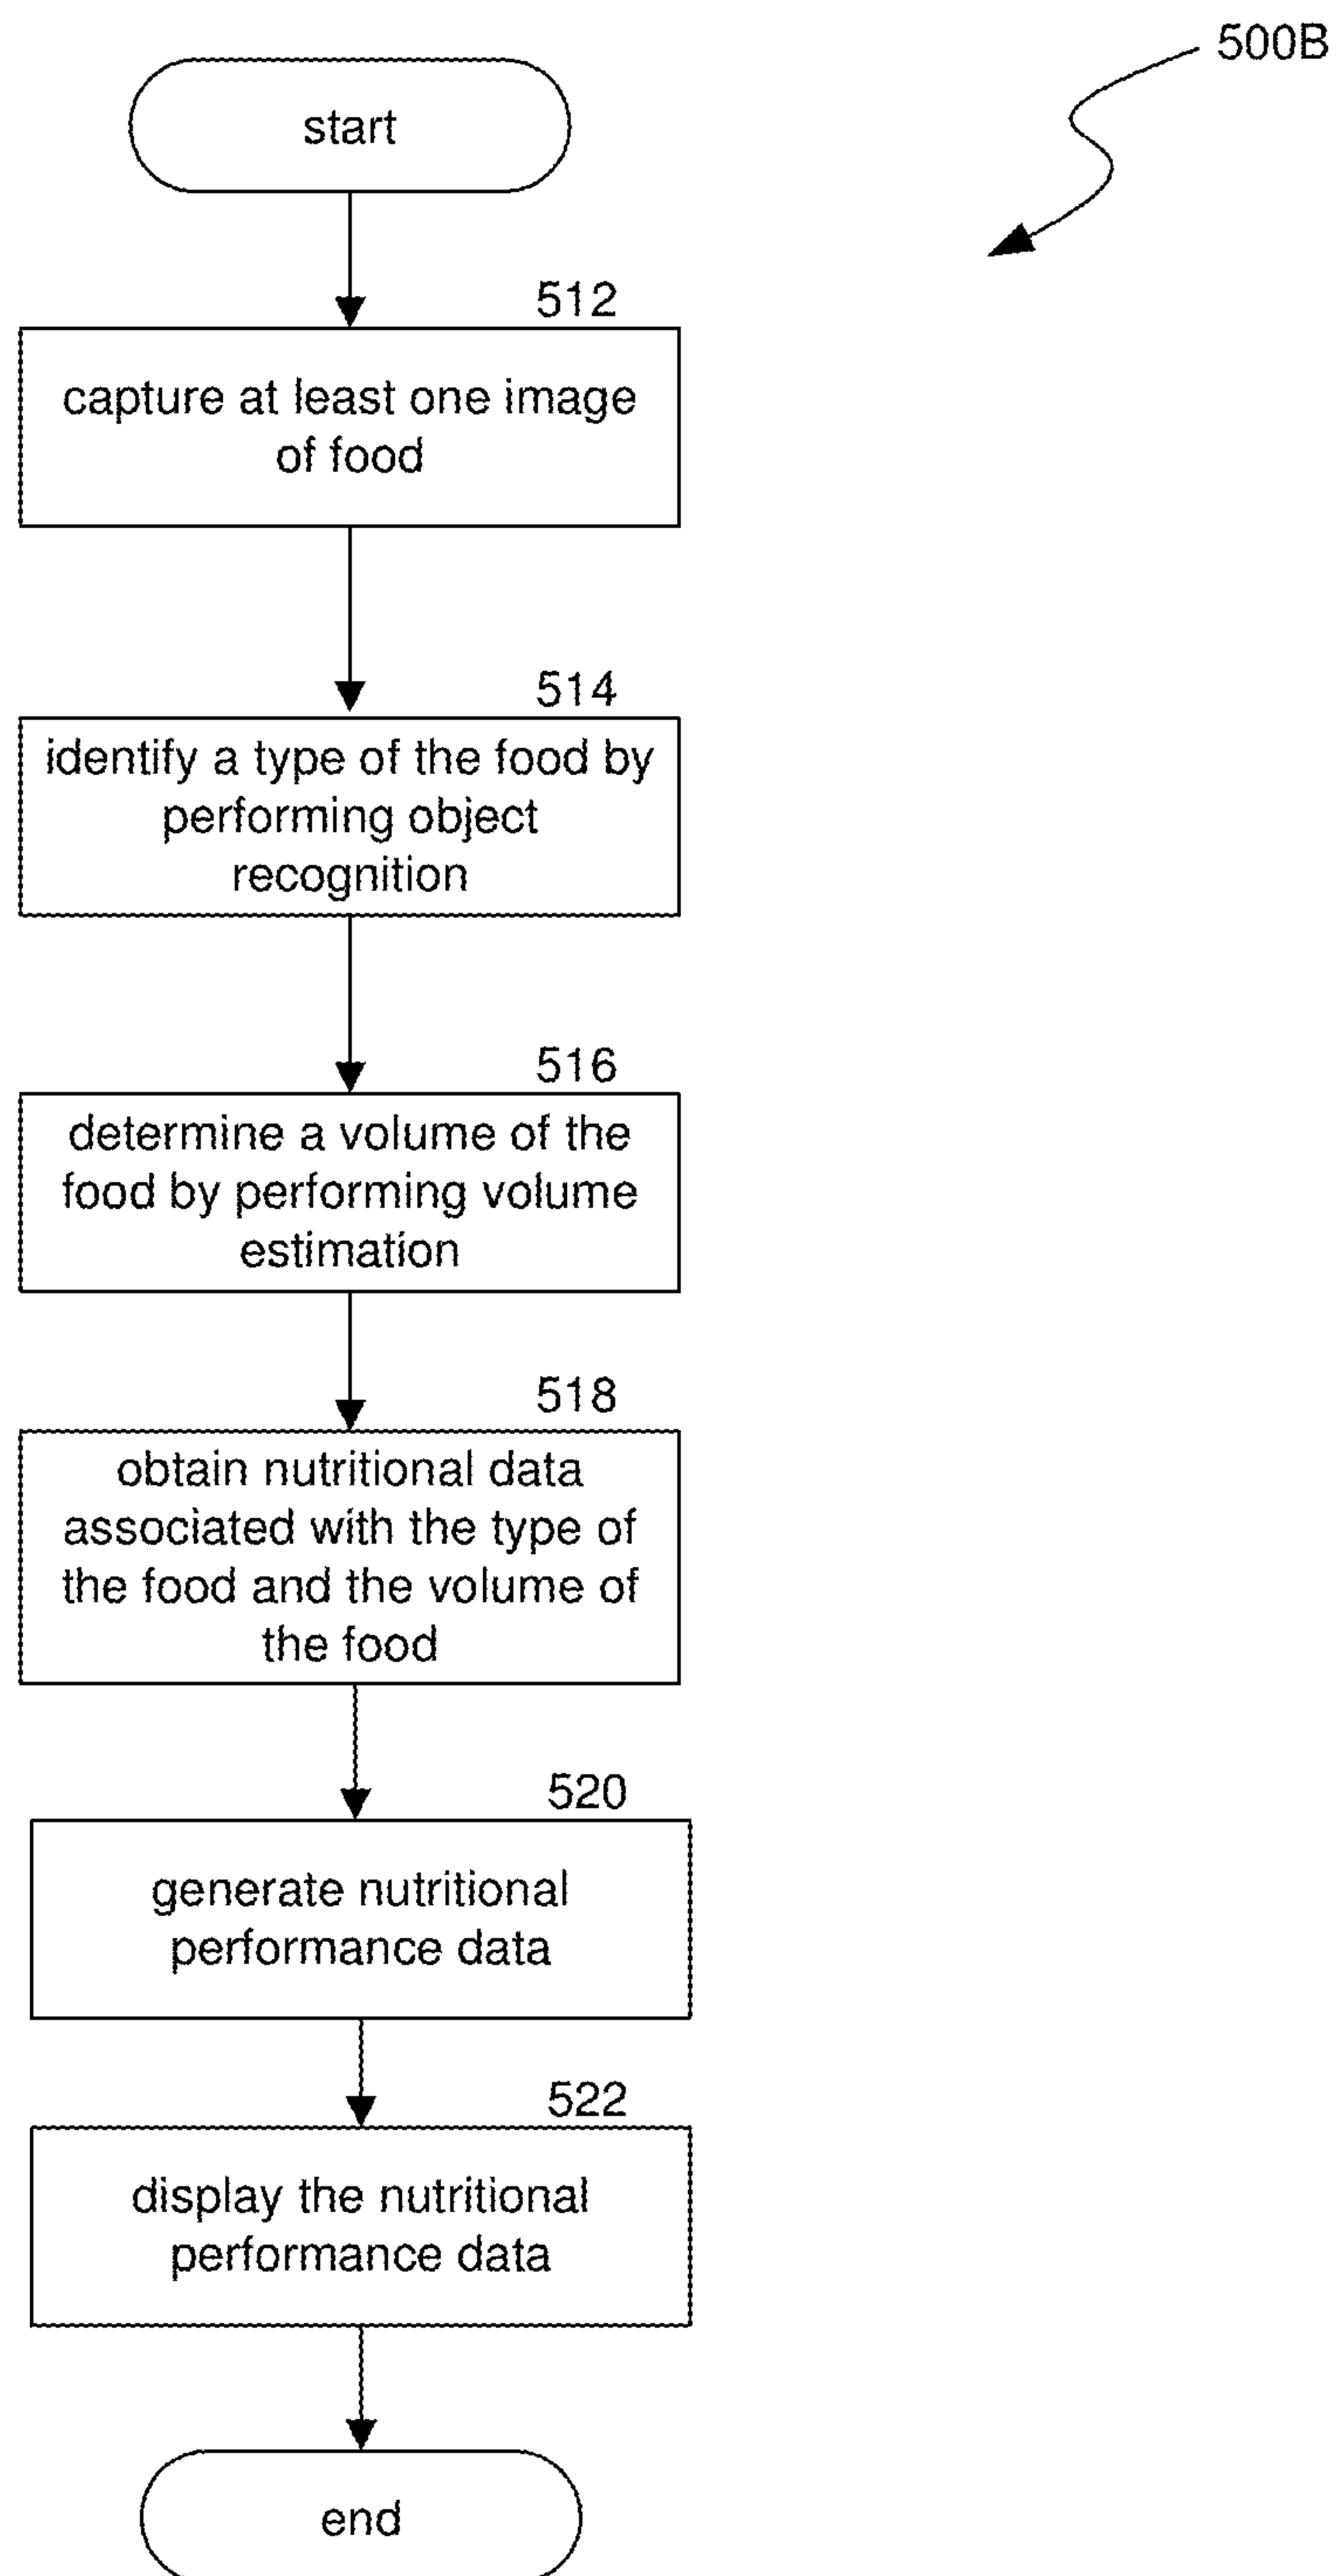 500B
start
512
capture at least one image
of food
514
identify a type of the food by
performing object
recognition
516
determine a volume of the
food by performing volume
estimation
518
obtain nutritional data
associated with the type of
the food and the volume of
the food
520
generate nutritional
performance data
522
display the nutritional
performance data
end